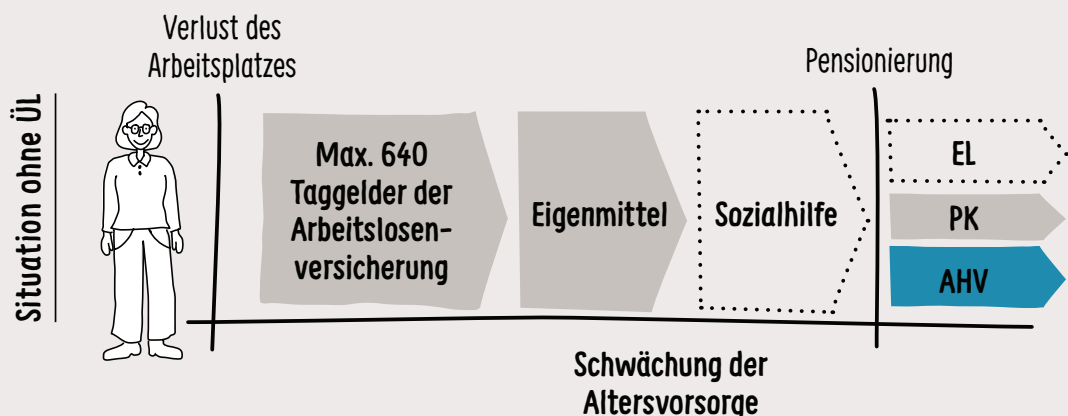 Verlust des
Arbeitsplatzes
Pensionierung
Situation ohne ÜL
Max. 640
Taggelder der
Arbeitslosen-
versicherung
Eigenmittel
Sozialhilfe
EL
PK
AHV
Schwächung der
Altersvorsorge